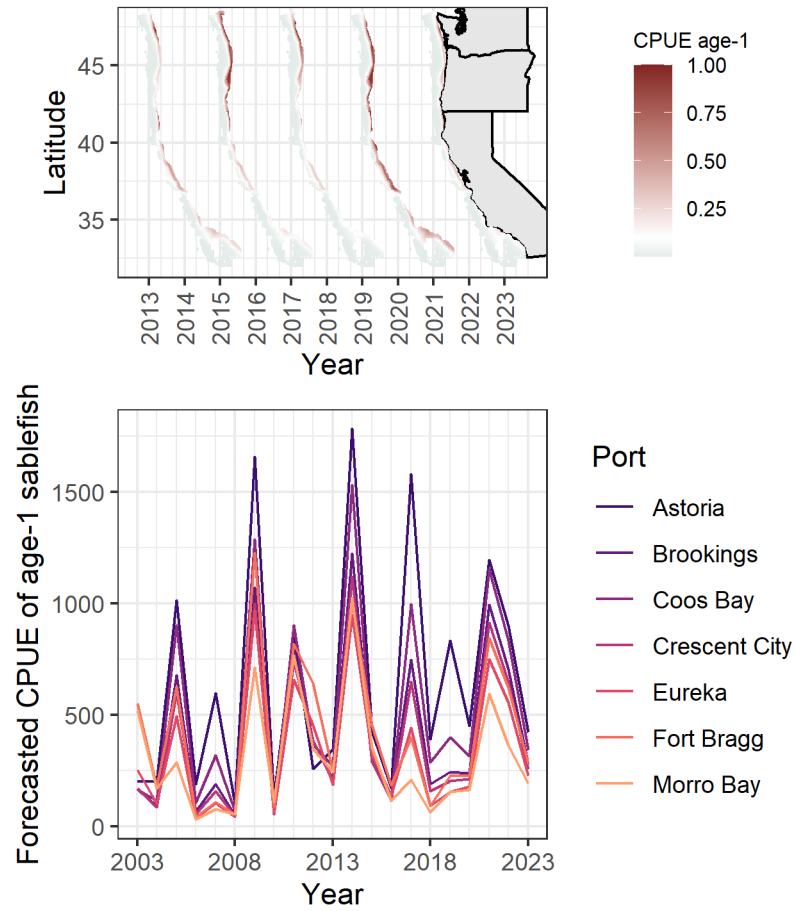 CPUE age-1
1.00
0.75
0.50
0.25
Latitude
45
40
35
2013
2014
2015
2016
2017
2018
2019
2020
2021
2022
2023
Year
Forecasted CPUE of age-1 sablefish
1500
1000
500
0
2003
2008
2013
2018
2023
Year
Port
Astoria
Brookings
Coos Bay
Crescent City
Eureka
Fort Bragg
Morro Bay